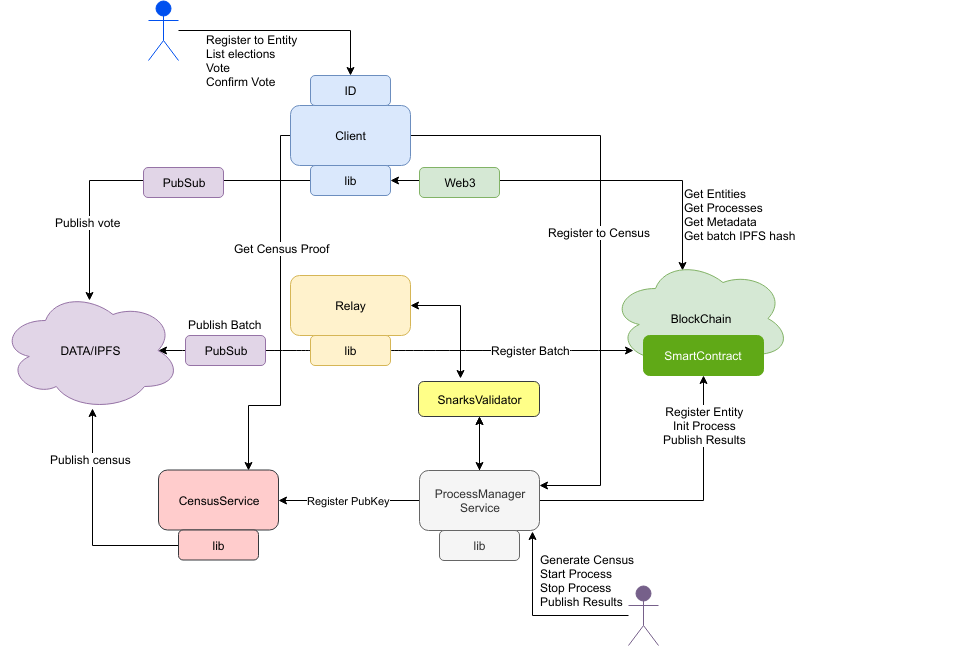 Register to Entity
List elections
Vote
Confirm Vote
ID
Client
lib
PubSub
Web3
Get Entities
Get Processes
Get Metadata
Get batch IPFS hash
Publish vote
Register to Census
Get Census Proof
Relay
lib
BlockChain
SmartContract
Publish Batch
PubSub
DATA/IPFS
Register Batch
SnarksValidator
Register Entity
Init Process
Publish Results
Publish census
CensusService
lib
Register PubKey
ProcessManager
Service
lib
Generate Census
Start Process
Stop Process
Publish Results